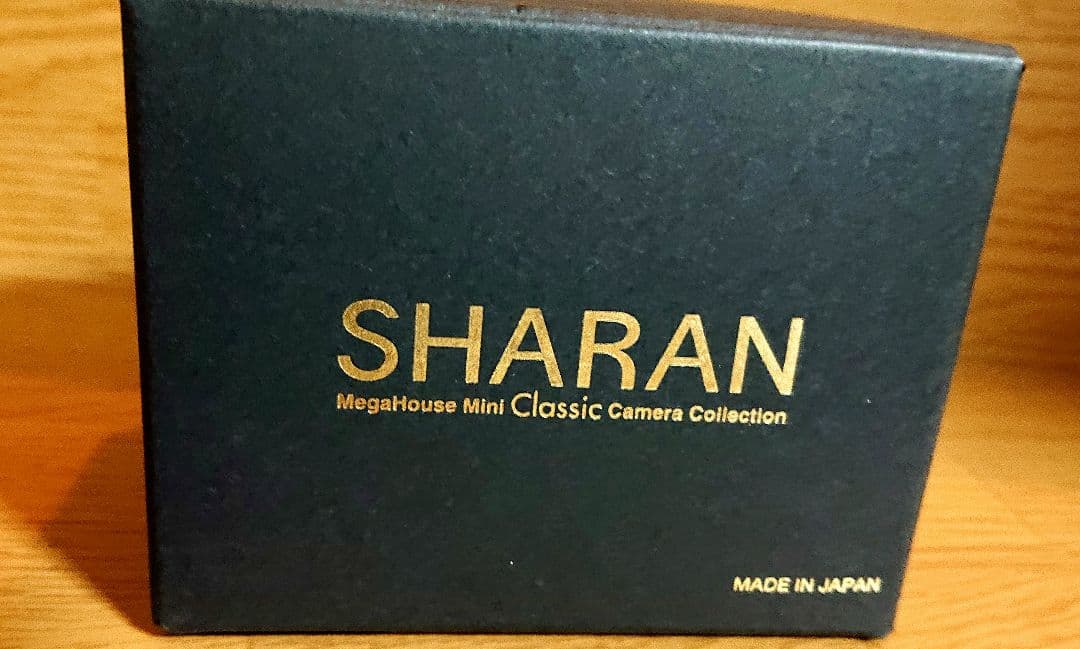 SHARAN
MegaHouse Mini Classic Camera Collection
MADE IN JAPAN